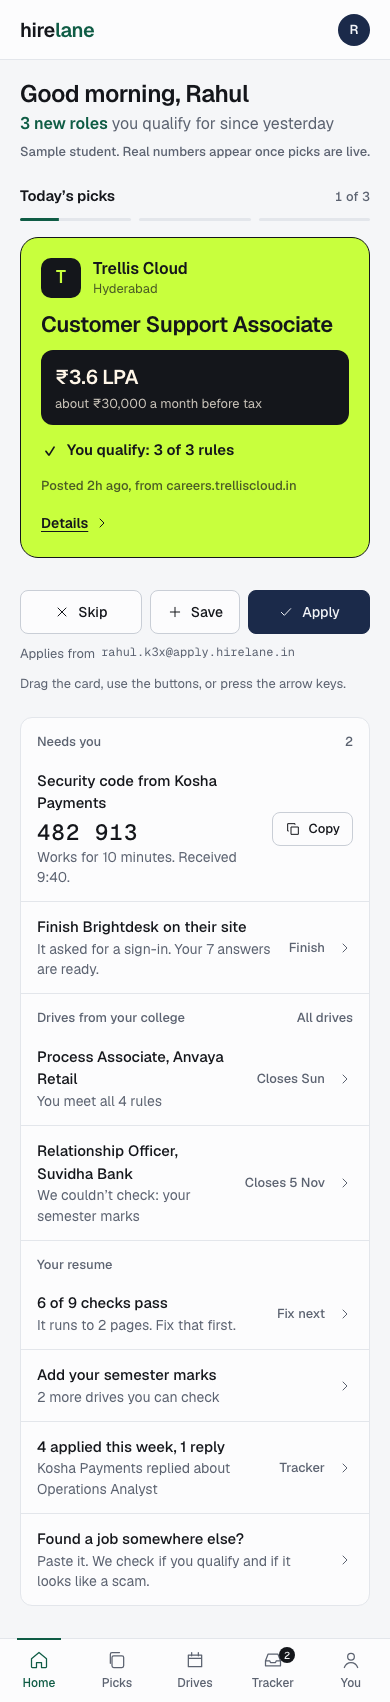 hirelane
R
Good morning, Rahul
3 new roles you qualify for since yesterday
Sample student. Real numbers appear once picks are live.
Today’s picks
1 of 3
T
Trellis Cloud
Hyderabad
Customer Support Associate
₹3.6 LPA
about ₹30,000 a month before tax
You qualify: 3 of 3 rules
Posted 2h ago, from careers.trelliscloud.in
Details
Skip
Save
Apply
Applies from rahul.k3x@apply.hirelane.in
Drag the card, use the buttons, or press the arrow keys.
Needs you
2
Security code from Kosha
Payments
482 913
Works for 10 minutes. Received
9:40.
Copy
Finish Brightdesk on their site
It asked for a sign-in. Your 7 answers
are ready.
Finish
Drives from your college
All drives
Process Associate, Anvaya
Retail
You meet all 4 rules
Closes Sun
Relationship Officer,
Suvidha Bank
We couldn’t check: your
semester marks
Closes 5 Nov
Your resume
6 of 9 checks pass
It runs to 2 pages. Fix that first.
Fix next
Add your semester marks
2 more drives you can check
4 applied this week, 1 reply
Kosha Payments replied about
Operations Analyst
Tracker
Found a job somewhere else?
Paste it. We check if you qualify and if it
looks like a scam.
Home
Picks
Drives
2
Tracker
You